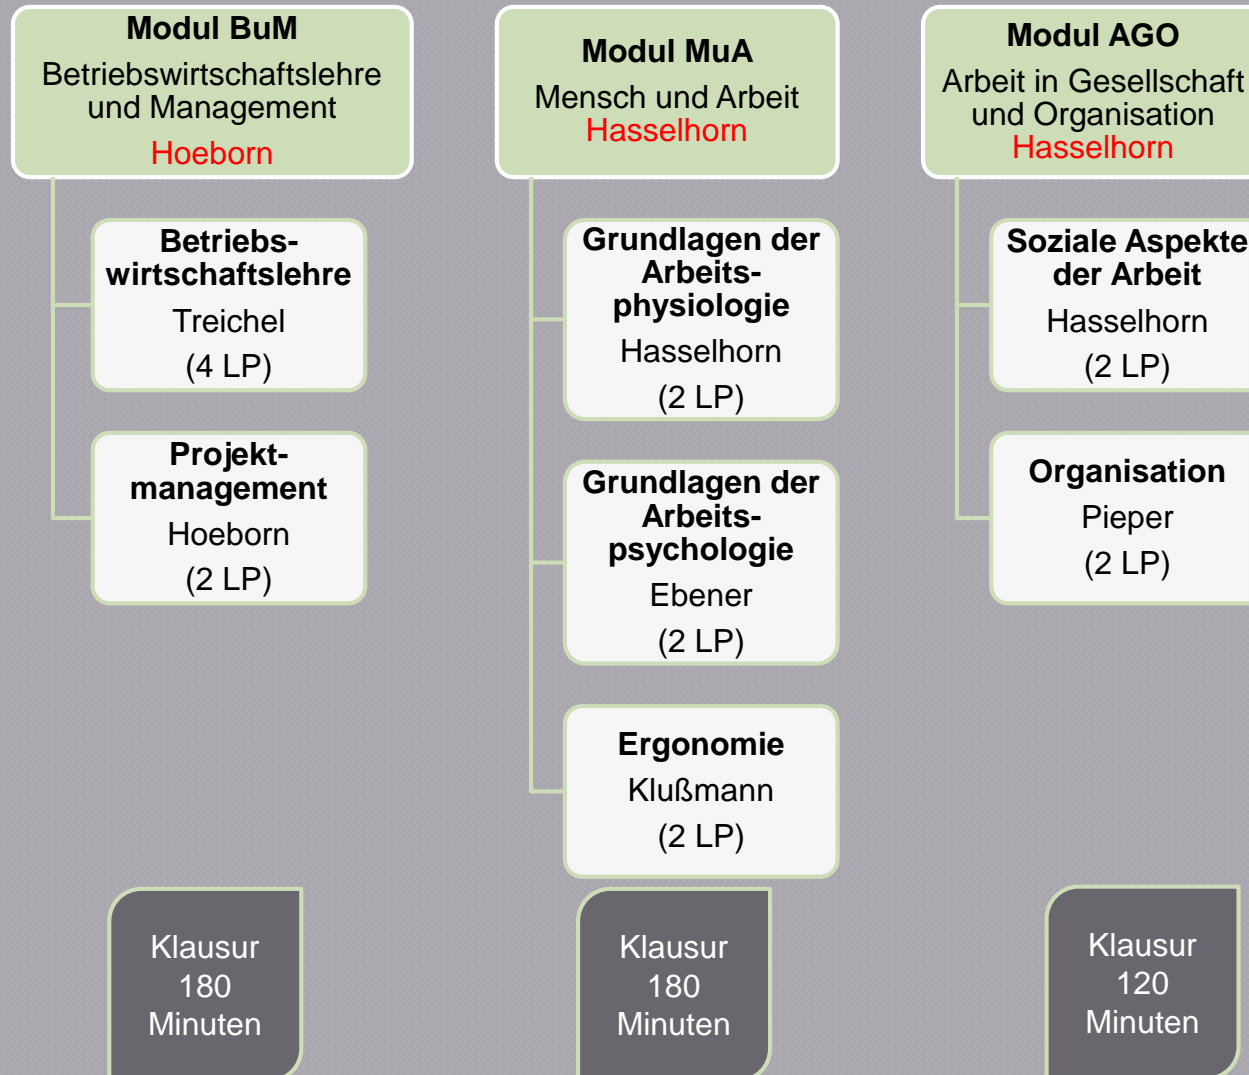 Modul BuM
Betriebswirtschaftslehre
und Management
Hoeborn
Betriebs-
wirtschaftslehre
Treichel
(4 LP)
Projekt-
management
Hoeborn
(2 LP)
Klausur
180
Minuten
Modul MuA
Mensch und Arbeit
Hasselhorn
Grundlagen der
Arbeits-
physiologie
Hasselhorn
(2 LP)
Grundlagen der
Arbeits-
psychologie
Ebener
(2 LP)
Ergonomie
Klußmann
(2 LP)
Klausur
180
Minuten
Modul AGO
Arbeit in Gesellschaft
und Organisation
Hasselhorn
Soziale Aspekte
der Arbeit
Hasselhorn
(2 LP)
Organisation
Pieper
(2 LP)
Klausur
120
Minuten